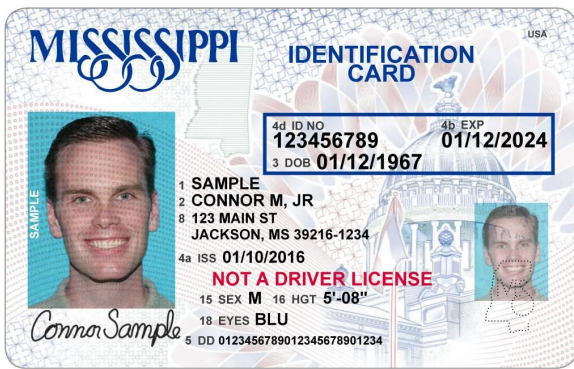 MISSISSIPPI
USA
IDENTIFICATION
CARD
4d ID NO 4b EXP
123456789 01/12/2024
3 DOB 01/12/1967
SAMPLE
1 SAMPLE
2 CONNOR M, JR
8 123 MAIN ST
JACKSON, MS 39216-1234
4a ISS 01/10/2016
NOT A DRIVER LICENSE
15 SEX M 16 HGT 5'-08"
18 EYES BLU
Connor Sample
5 DD 0123456789012345678901234